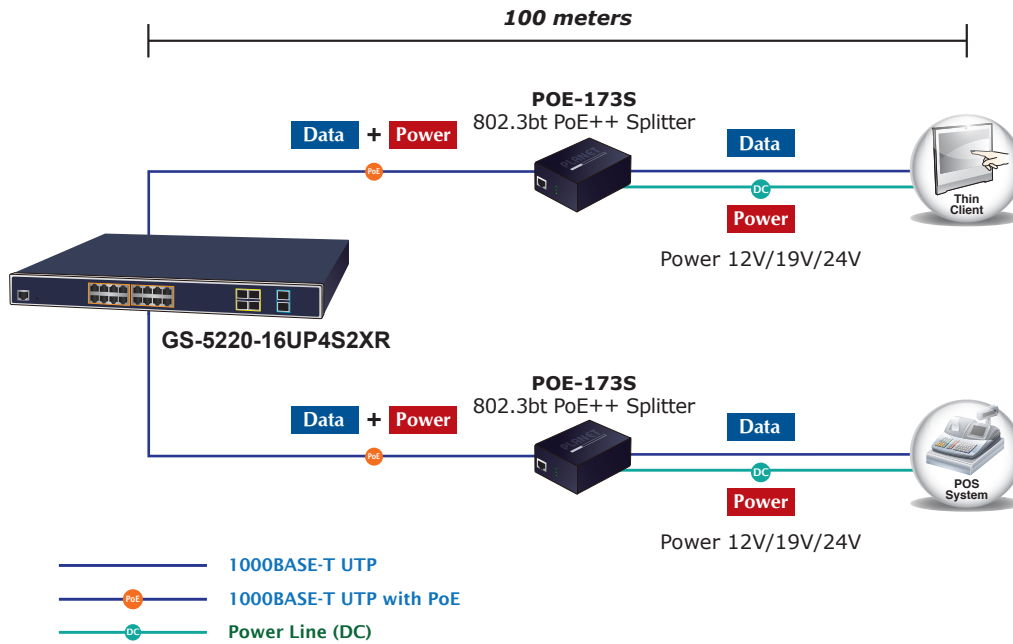 100 meters
POE-173S
802.3bt PoE++ Splitter
Data + Power
PoE
PLANET
Data
DC
Power
Power 12V/19V/24V
Thin
Client
GS-5220-16UP4S2XR
POE-173S
802.3bt PoE++ Splitter
Data + Power
PoE
PLANET
Data
DC
Power
Power 12V/19V/24V
POS
System
1000BASE-T UTP
PoE
1000BASE-T UTP with PoE
DC
Power Line (DC)